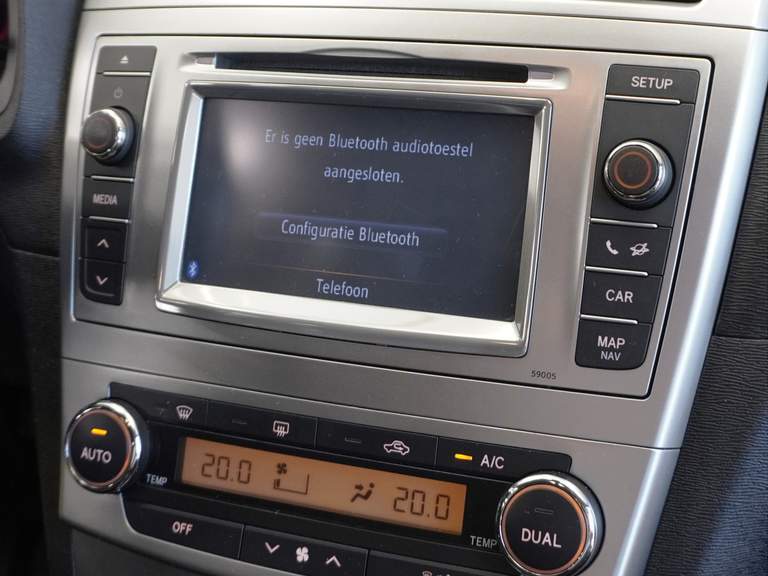 SETUP
Er is geen Bluetooth audiotoestel
aangesloten.
MEDIA
Configuratie Bluetooth
CAR
Telefoon
MAP
NAV
59005
A/C
AUTO
TEMP
20.0
20.0
TEMP
DUAL
OFF